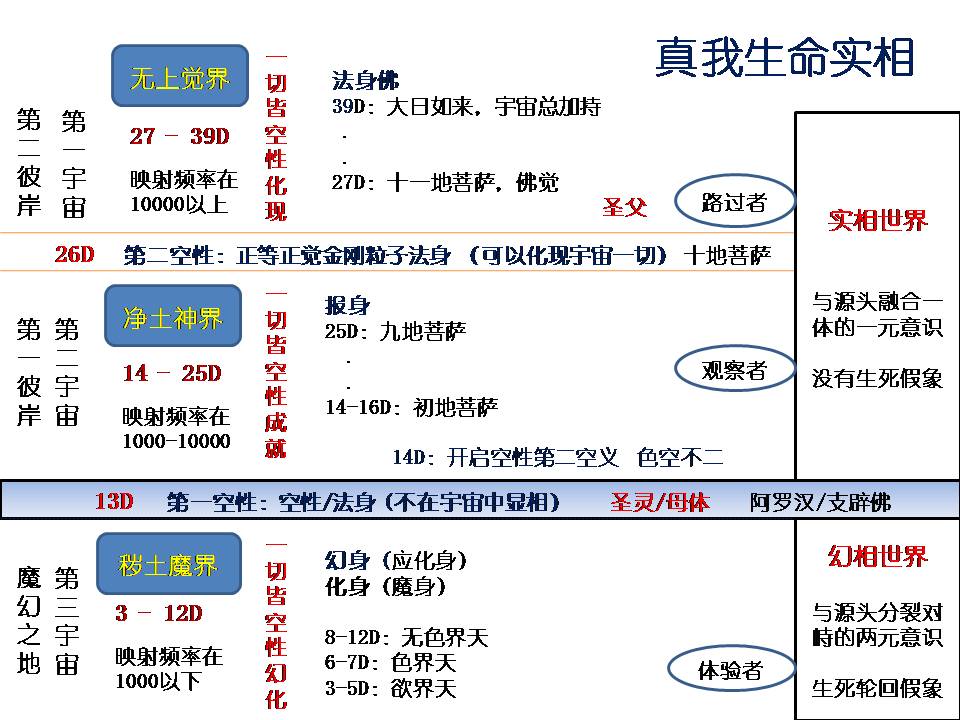 真我生命实相
第二彼岸
第一宇宙
无上觉界
27 - 39D
映射频率在
10000以上
一切皆空性化现
法身佛
39D: 大日如来，宇宙总加持
.
.
27D: 十一地菩萨，佛觉
圣父
路过者
26D 第二空性: 正等正觉金刚粒子法身 （可以化现宇宙一切） 十地菩萨
第一彼岸
第二宇宙
净土神界
14 - 25D
映射频率在
1000-10000
一切皆空性成就
报身
25D: 九地菩萨
.
.
14-16D: 初地菩萨
14D: 开启空性第二空义 色空不二
观察者
实相世界
与源头融合一
体的一元意识
没有生死假象
13D 第一空性: 空性/法身 (不在宇宙中显相) 圣灵/母体 阿罗汉/支辟佛
魔幻之地
第三宇宙
秽土魔界
3 - 12D
映射频率在
1000以下
一切皆空性幻化
幻身（应化身）
化身（魔身）
8-12D: 无色界天
6-7D: 色界天
3-5D: 欲界天
体验者
幻相世界
与源头分裂对
峙的两元意识
生死轮回假象